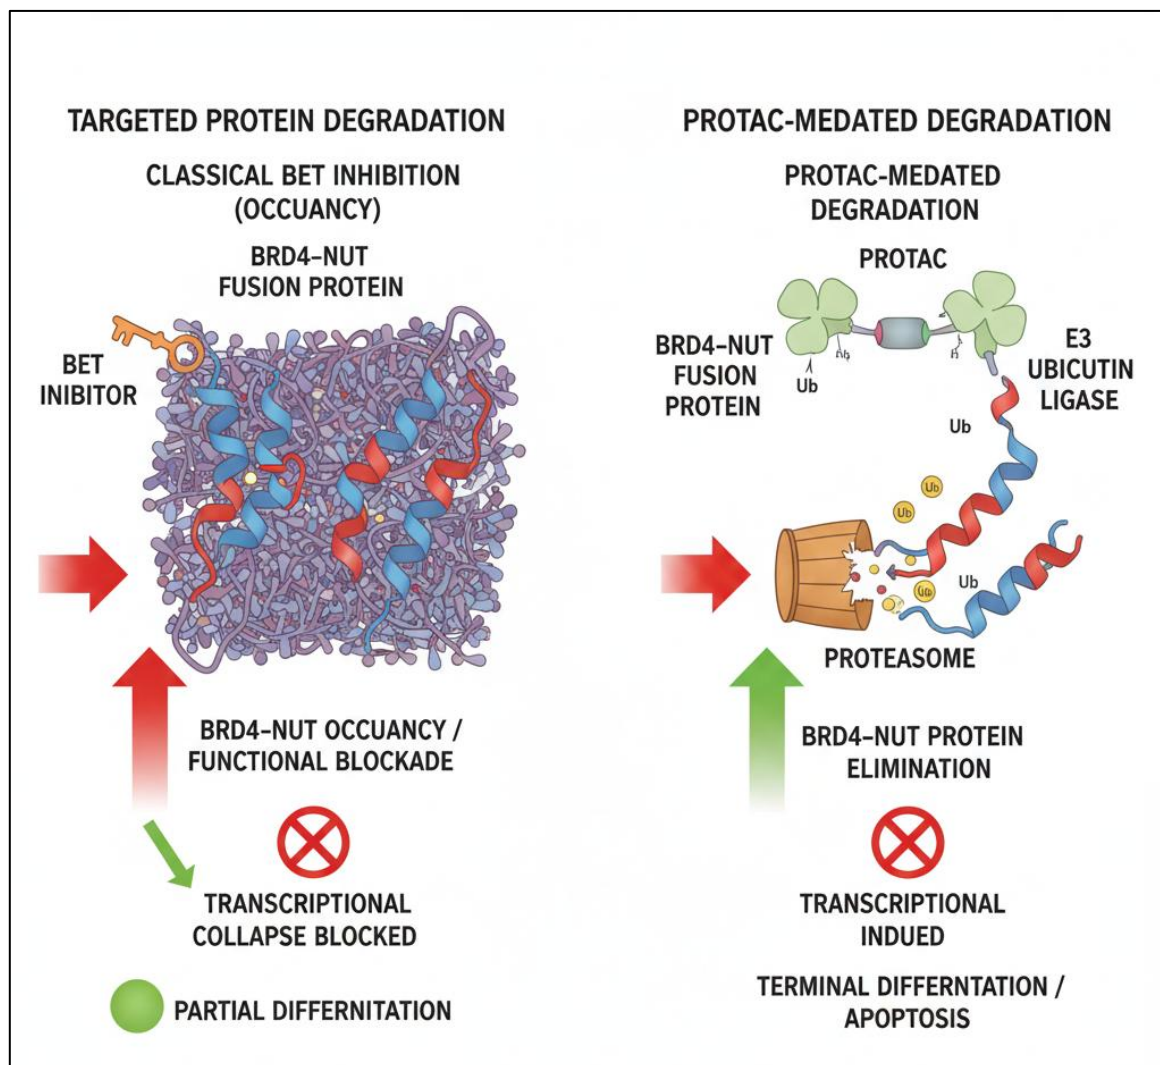 TARGETED PROTEIN DEGRADATION
CLASSICAL BET INHIBITION
(OCCUANCY)
BRD4–NUT
FUSION PROTEIN
BET
INIBITOR
BRD4–NUT OCCUANCY /
FUNCTIONAL BLOCKADE
TRANSCRIPTIONAL
COLLAPSE BLOCKED
PARTIAL DIFFERNITATION
PROTAC-MEDATED DEGRADATION
PROTAC-MEDATED
DEGRADATION
PROTAC
BRD4–NUT
FUSION
PROTEIN
Ub
E3
UBICUTIN
LIGASE
Ub
Ub
Ub
Ub
PROTEASOME
BRD4–NUT PROTEIN
ELIMINATION
TRANSCRIPTIONAL
INDUED
TERMINAL DIFFERNTATION /
APOPTOSIS